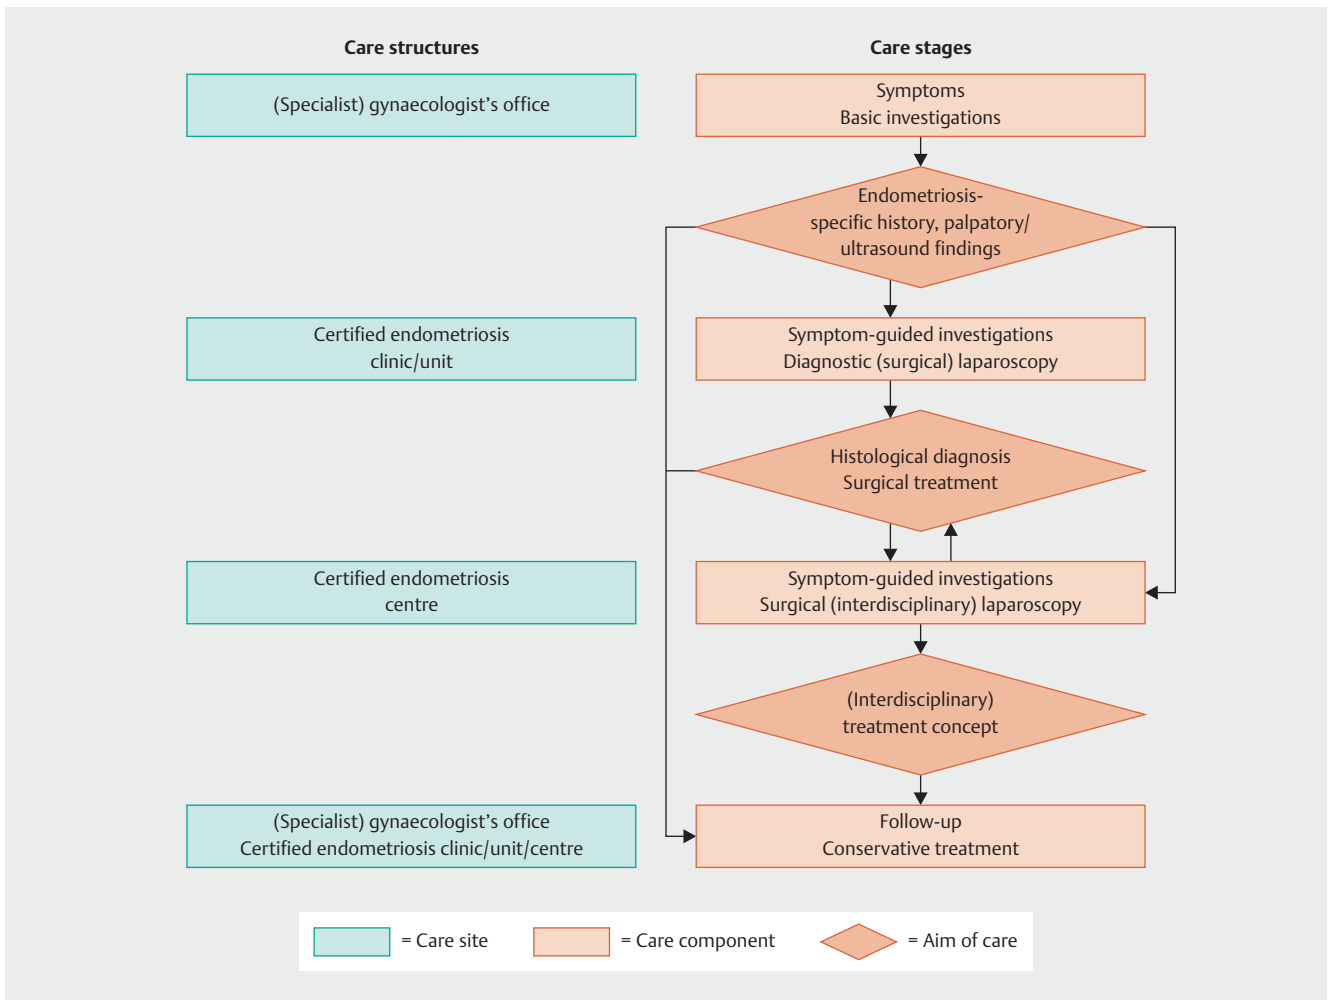 Care structures
Care stages
(Specialist) gynaecologist's office
Symptoms
Basic investigations
Endometriosis-
specific history, palpatory/
ultrasound findings
Certified endometriosis
clinic/unit
Symptom-guided investigations
Diagnostic (surgical) laparoscopy
Histological diagnosis
Surgical treatment
Certified endometriosis
centre
Symptom-guided investigations
Surgical (interdisciplinary) laparoscopy
(Interdisciplinary)
treatment concept
(Specialist) gynaecologist's office
Certified endometriosis clinic/unit/centre
Follow-up
Conservative treatment
= Care site
= Care component
= Aim of care